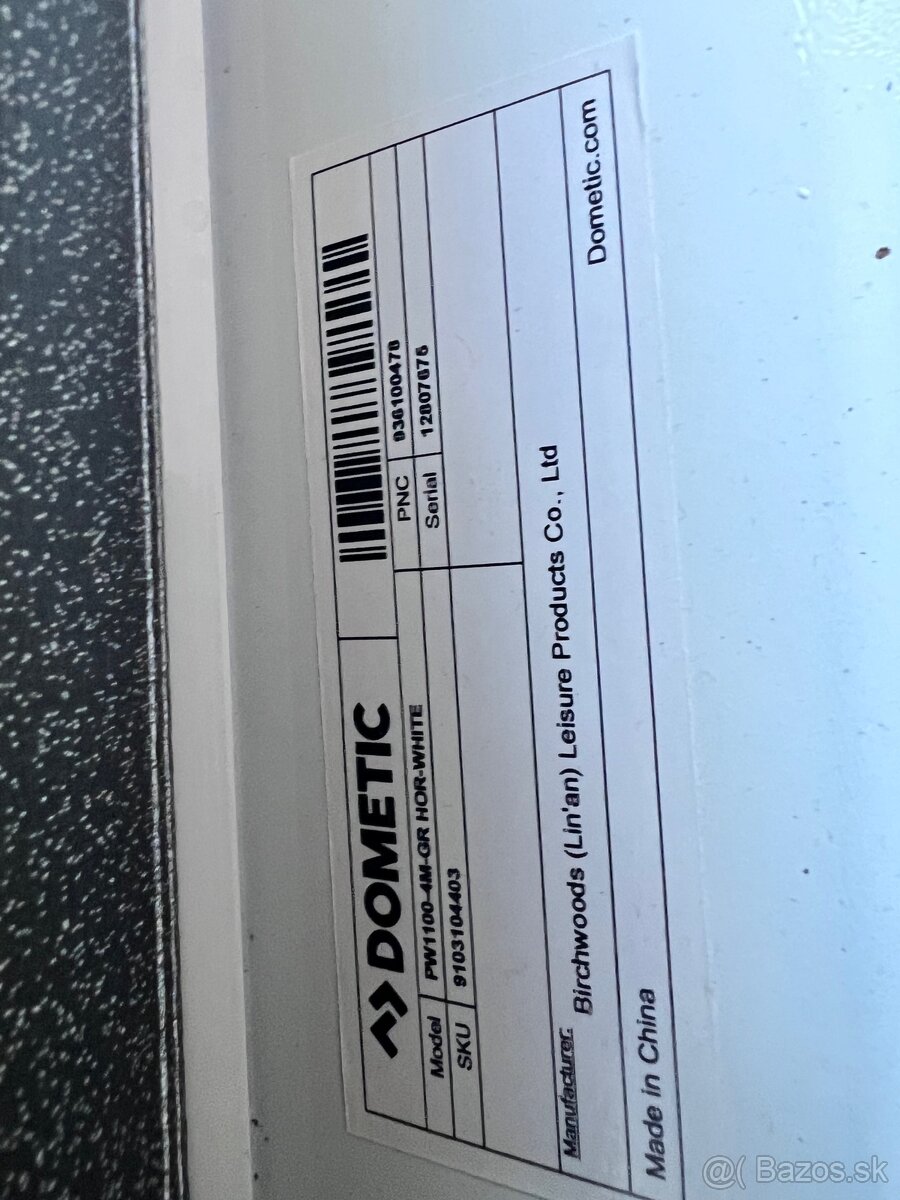 DOMETIC
Model PW1100-4M-GR HOR-WHITE PNC 936100478
SKU 9103104403 Serial 12807675
Manufacturer:
Birchwoods (Lin'an) Leisure Products Co., Ltd
Made in China Dometic.com
@( Bazos.sk